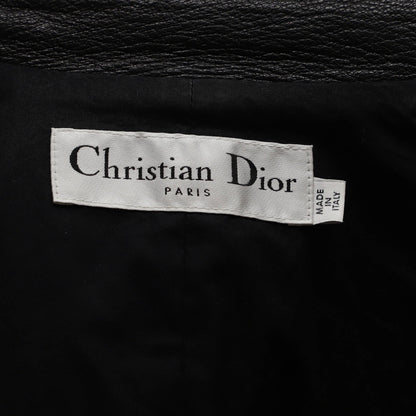 Christian Dior
PARIS
MADE
IN
ITALY